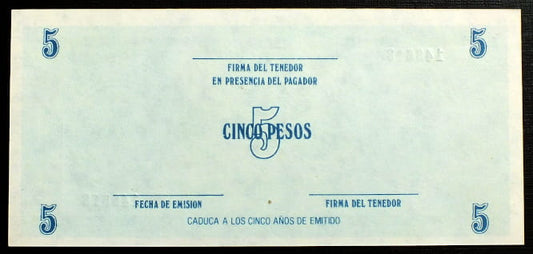 5 5
FIRMA DEL TENEDOR
EN PRESENCIA DEL PAGADOR
5
CINCO PESOS
FECHA DE EMISION FIRMA DEL TENEDOR
CADUCA A LOS CINCO AÑOS DE EMITIDO
5 5